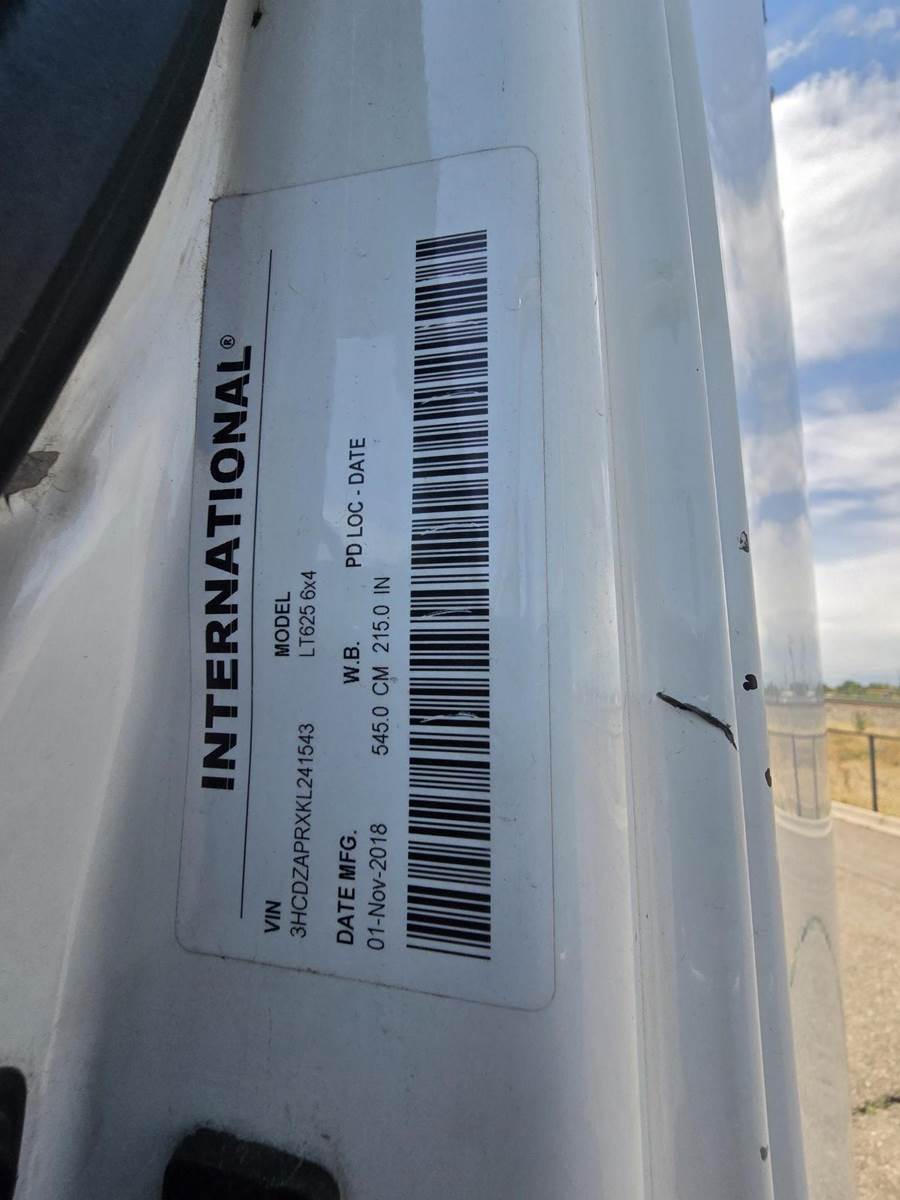 INTERNATIONAL®
VIN MODEL
3HCDZAPRXKL241543 LT625 6x4
DATE MFG. W.B. PD LOC - DATE
01-Nov-2018 545.0 CM 215.0 IN